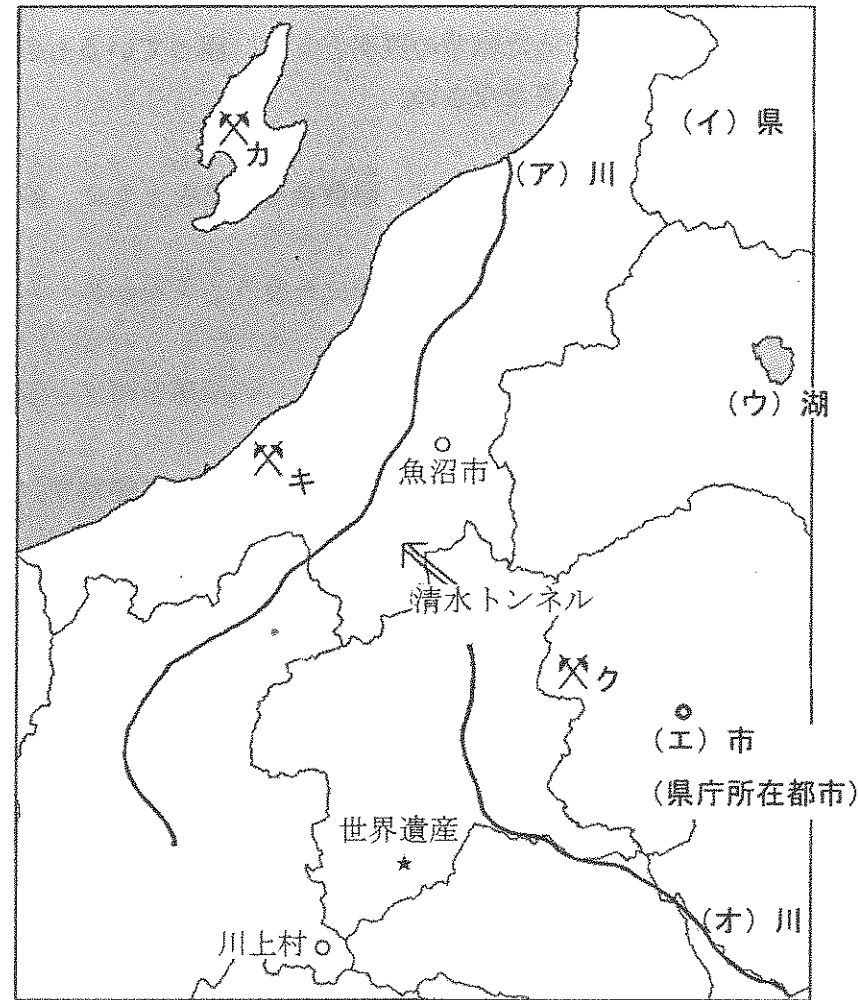 (イ)県
カ
(ア)川
(ウ)湖
魚沼市
キ
清水トンネル
ク
(エ)市
(県庁所在都市)
世界遺産
(オ)川
川上村